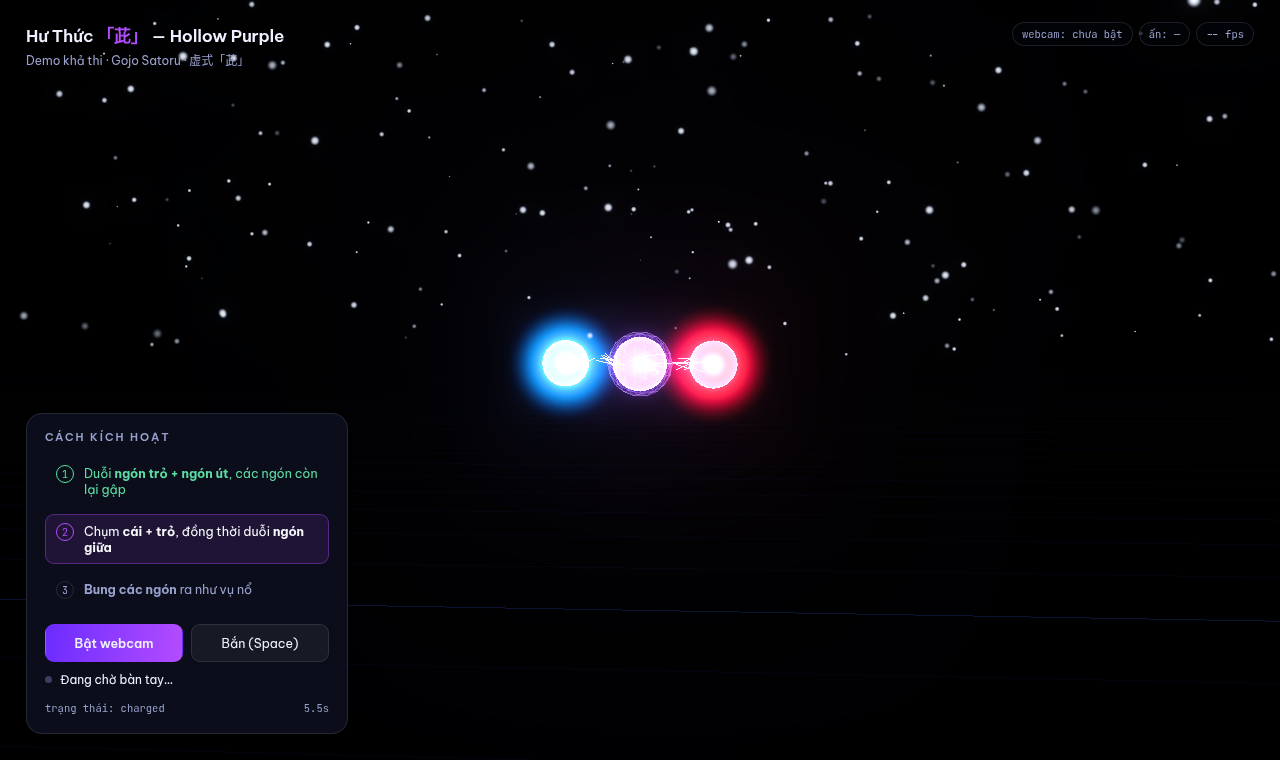 Hư Thức 「茈」 — Hollow Purple
Demo khả thi · Gojo Satoru · 虚式「茈」
webcam: chưa bật
ấn: —
-- fps
CÁCH KÍCH HOẠT
1 Duỗi ngón trỏ + ngón út, các ngón còn
lại gập
2 Chụm cái + trỏ, đồng thời duỗi ngón
giữa
3 Bung các ngón ra như vụ nổ
Bật webcam
Bắn (Space)
Đang chờ bàn tay…
trạng thái: charged
5.5s